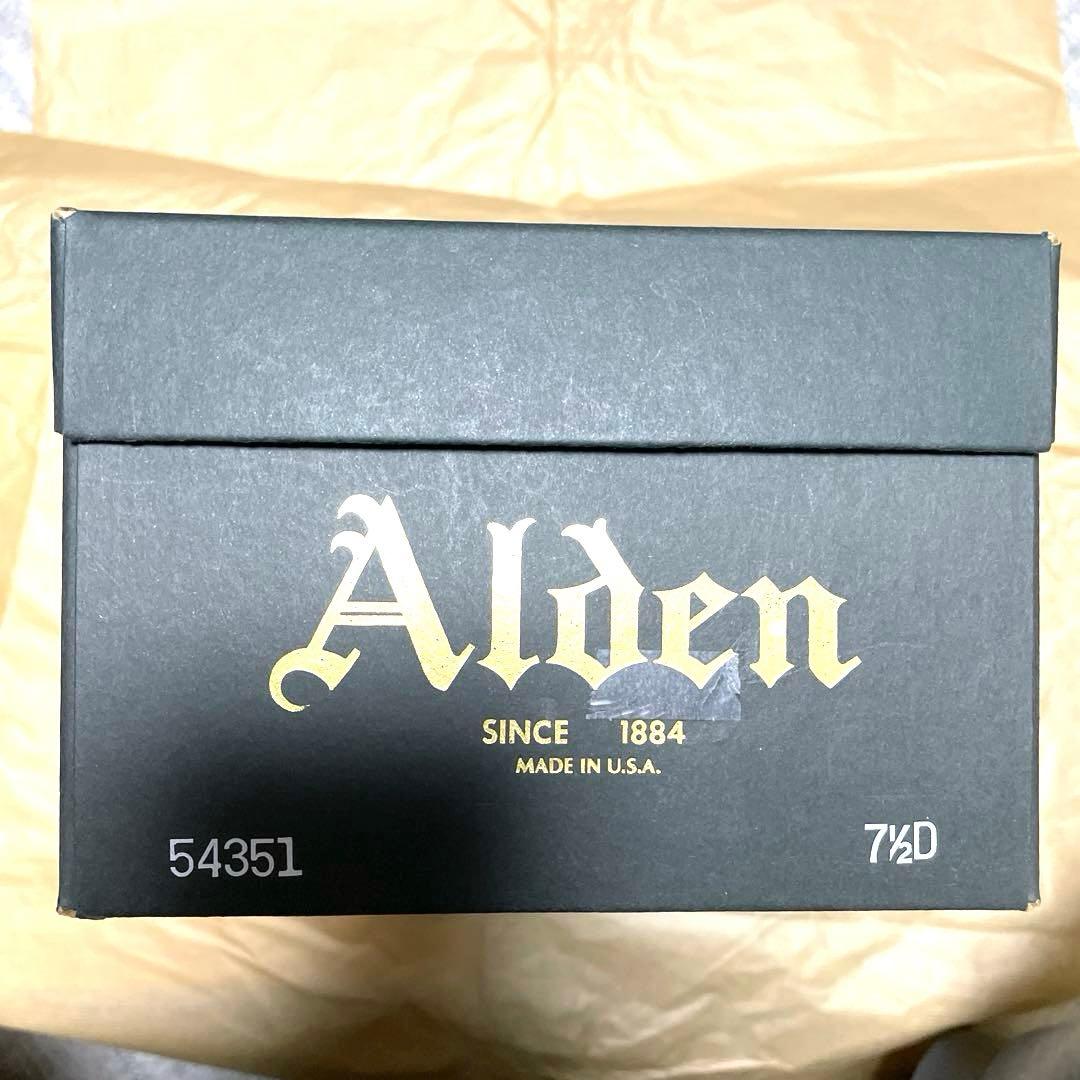 Alden
SINCE 1884
MADE IN U.S.A.
54351 7½D